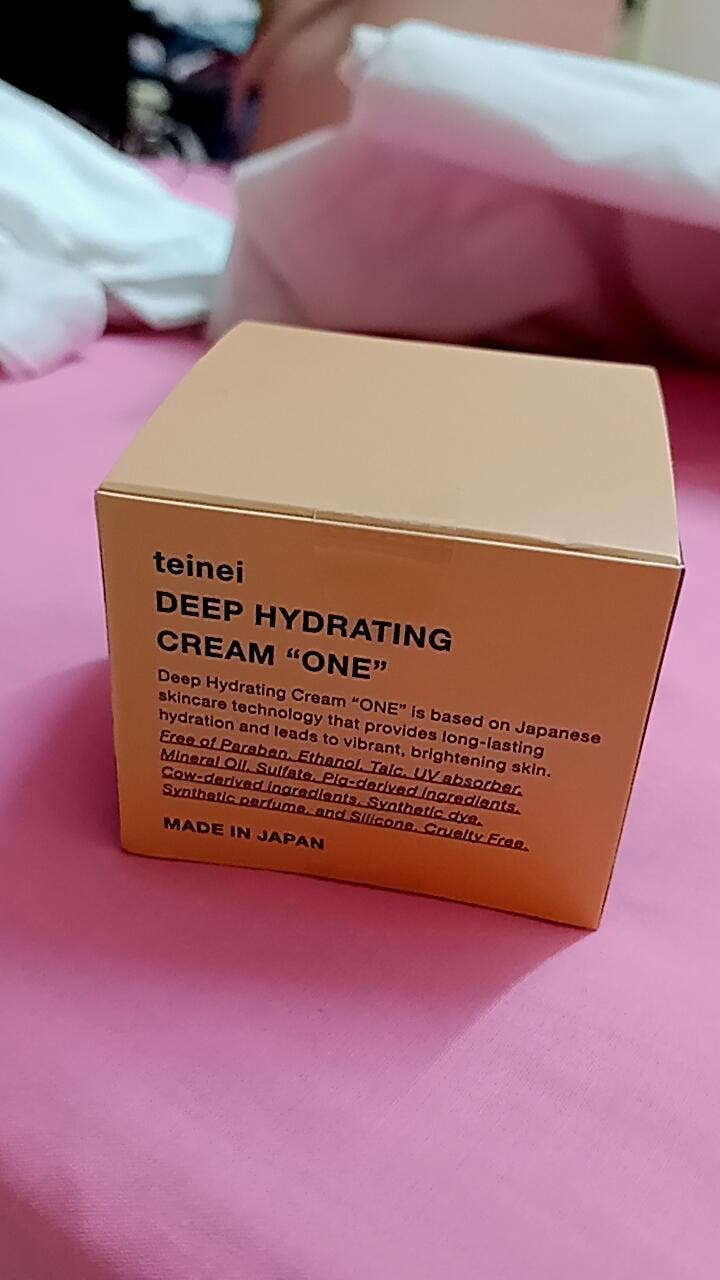 teinei
DEEP HYDRATING
CREAM “ONE”
Deep Hydrating Cream “ONE” is based on Japanese
skincare technology that provides long-lasting
hydration and leads to vibrant, brightening skin.
Free of Paraben, Ethanol, Talc, UV absorber,
Mineral Oil, Sulfate, Pig-derived ingredients,
Cow-derived ingredients, Synthetic dye,
Synthetic perfume, and Silicone, Cruelty Free.
MADE IN JAPAN